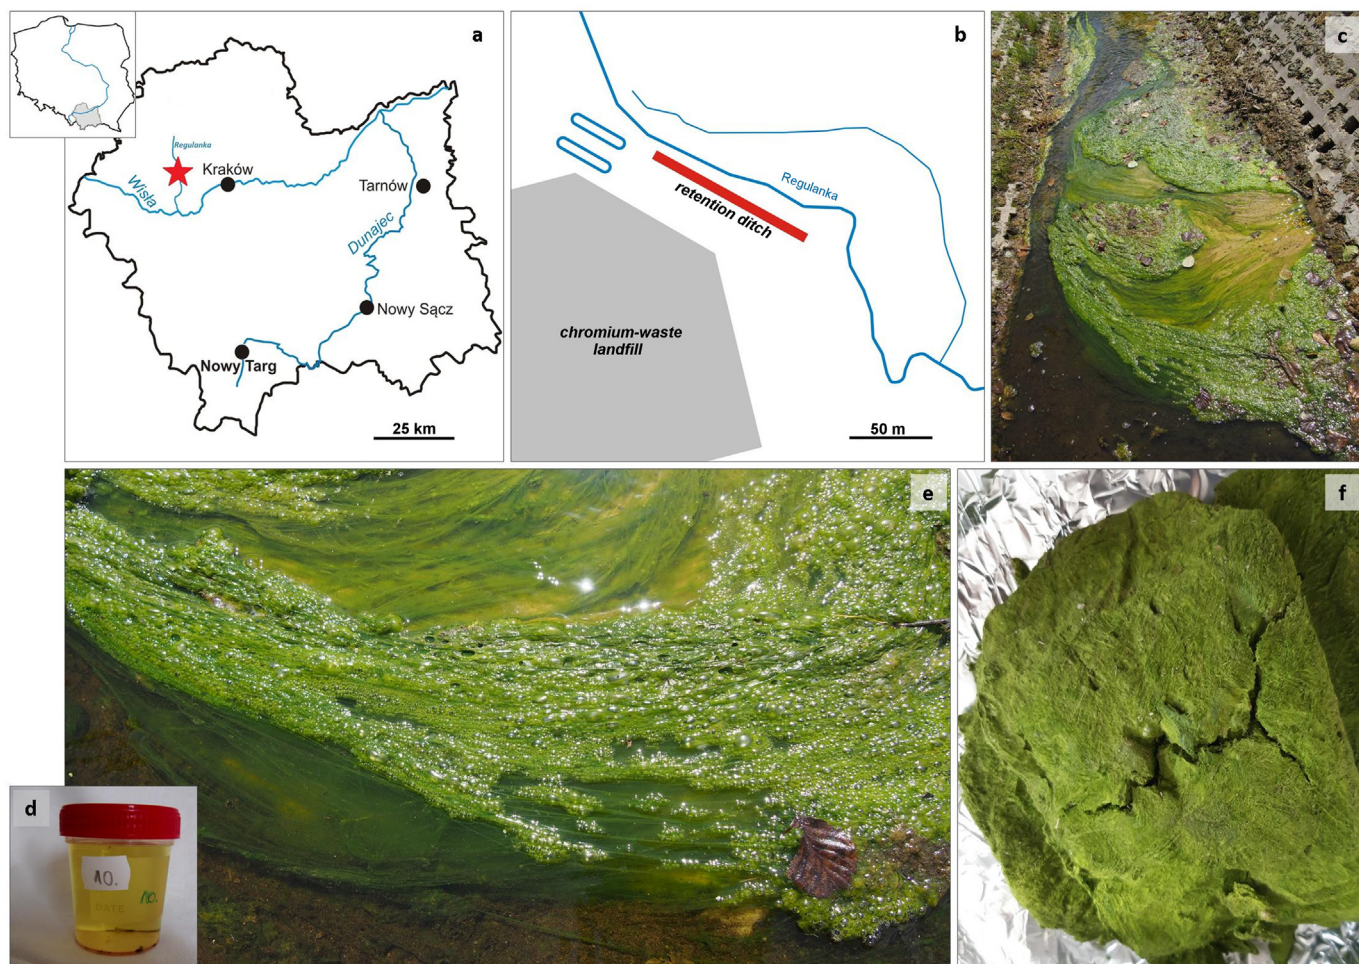 a
Regulanka
Kraków
Wisła
Tarnów
Dunajec
Nowy Sącz
Nowy Targ
25 km
b
Regulanka
retention ditch
chromium-waste
landfill
50 m
c
e
d
10.
10.
DATE
f